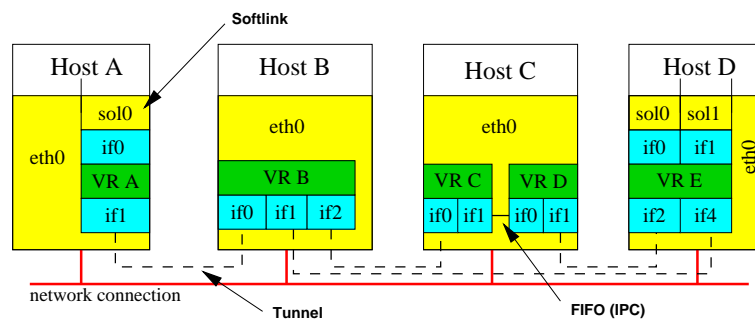 Softlink
Host A
Host B
Host C
Host D
sol0
sol0
sol1
eth0
eth0
eth0
eth0
if0
if0
if1
VR A
VR B
VR C
VR D
VR E
if1
if0
if1
if2
if0
if1
if0
if1
if2
if4
network connection
Tunnel
FIFO (IPC)